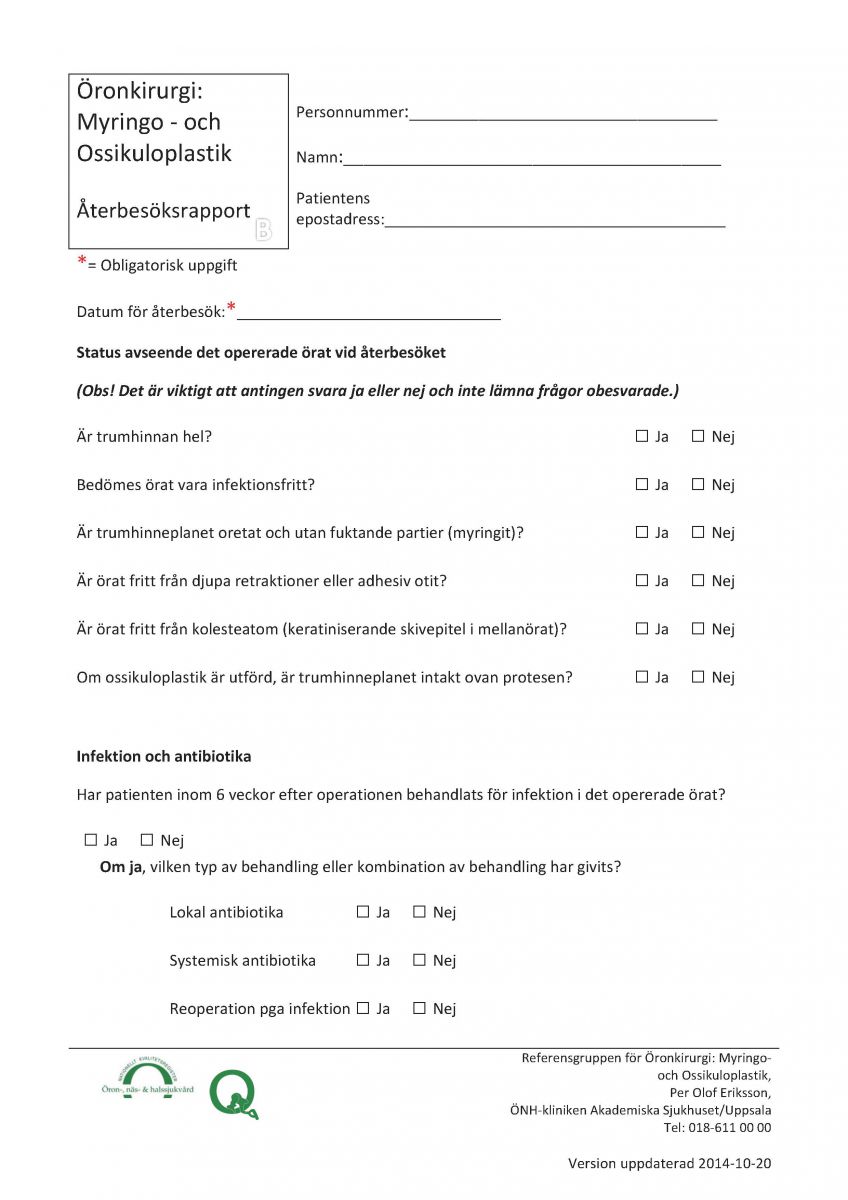 Öronkirurgi:
Myringo - och
Ossikuloplastik
Återbesöksrapport
B
Personnummer:
Namn:
Patientens
epostadress:
*= Obligatorisk uppgift
Datum för återbesök:*
Status avseende det opererade örat vid återbesöket
(Obs! Det är viktigt att antingen svara ja eller nej och inte lämna frågor obesvarade.)
Är trumhinnan hel? ☐ Ja ☐ Nej
Bedömes örat vara infektionsfritt? ☐ Ja ☐ Nej
Är trumhinneplanet oretat och utan fuktande partier (myringit)? ☐ Ja ☐ Nej
Är örat fritt från djupa retraktioner eller adhesiv otit? ☐ Ja ☐ Nej
Är örat fritt från kolesteatom (keratiniserande skivepitel i mellanörat)? ☐ Ja ☐ Nej
Om ossikuloplastik är utförd, är trumhinneplanet intakt ovan protesen? ☐ Ja ☐ Nej
Infektion och antibiotika
Har patienten inom 6 veckor efter operationen behandlats för infektion i det opererade örat?
☐ Ja ☐ Nej
Om ja, vilken typ av behandling eller kombination av behandling har givits?
Lokal antibiotika ☐ Ja ☐ Nej
Systemisk antibiotika ☐ Ja ☐ Nej
Reoperation pga infektion ☐ Ja ☐ Nej
NATIONELLT KVALITETSREGISTER
Öron-, näs- & halssjukvård
Q
Referensgruppen för Öronkirurgi: Myringo-
och Ossikuloplastik,
Per Olof Eriksson,
ÖNH-kliniken Akademiska Sjukhuset/Uppsala
Tel: 018-611 00 00
Version uppdaterad 2014-10-20